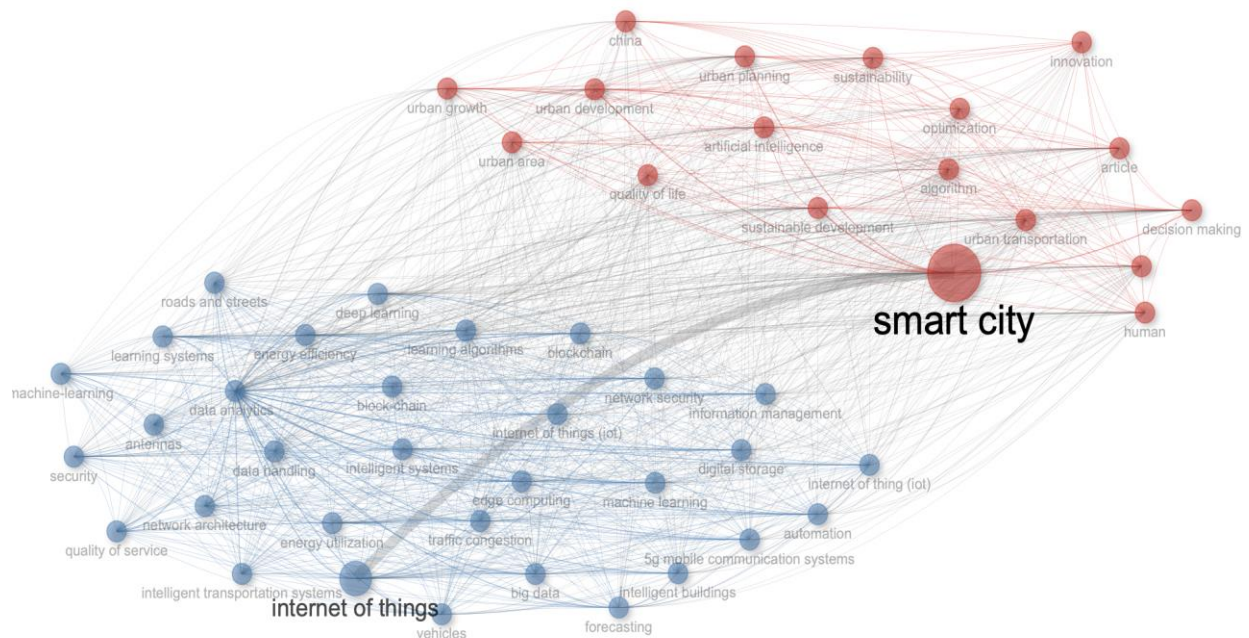 china
innovation
urban planning
sustainability
urban growth
urban development
optimization
artificial intelligence
urban area
article
algorithm
quality of life
sustainable development
urban transportation
decision making
smart city
human
roads and streets
deep learning
learning systems
energy efficiency
learning algorithms
blockchain
machine-learning
data analytics
block-chain
network security
information management
antennas
internet of things (iot)
security
data handling
intelligent systems
digital storage
internet of thing (iot)
edge computing
machine learning
network architecture
quality of service
energy utilization
traffic congestion
automation
5g mobile communication systems
intelligent transportation systems
big data
intelligent buildings
internet of things
vehicles
forecasting